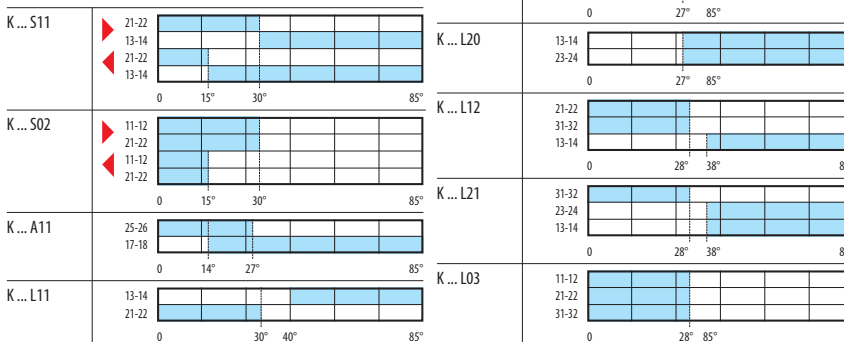 K ... S11
21-22
13-14
21-22
13-14
0 15° 30° 85°
K ... S02
11-12
21-22
11-12
21-22
0 15° 30° 85°
K ... A11
25-26
17-18
0 14° 27° 85°
K ... L11
13-14
21-22
0 30° 40° 85°
0 27° 85°
K ... L20
13-14
23-24
0 27° 85°
K ... L12
21-22
31-32
13-14
0 28° 38° 8
K ... L21
31-32
23-24
13-14
0 28° 38° 8
K ... L03
11-12
21-22
31-32
0 28° 85°